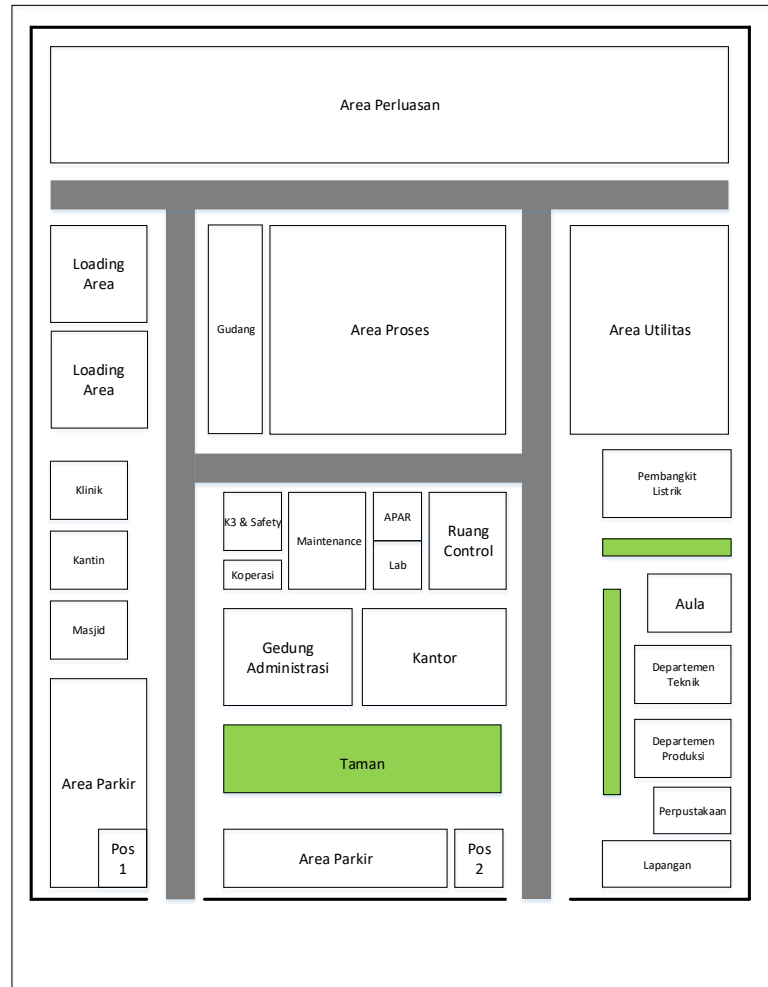 Area Perluasan
Loading
Area
Gudang
Area Proses
Area Utilitas
Loading
Area
Klinik
Kantin
Masjid
Area Parkir
Pos
1
K3 & Safety
Koperasi
Maintenance
APAR
Lab
Ruang
Control
Gedung
Administrasi
Kantor
Taman
Area Parkir
Pos
2
Pembangkit
Listrik
Aula
Departemen
Teknik
Departemen
Produksi
Perpustakaan
Lapangan